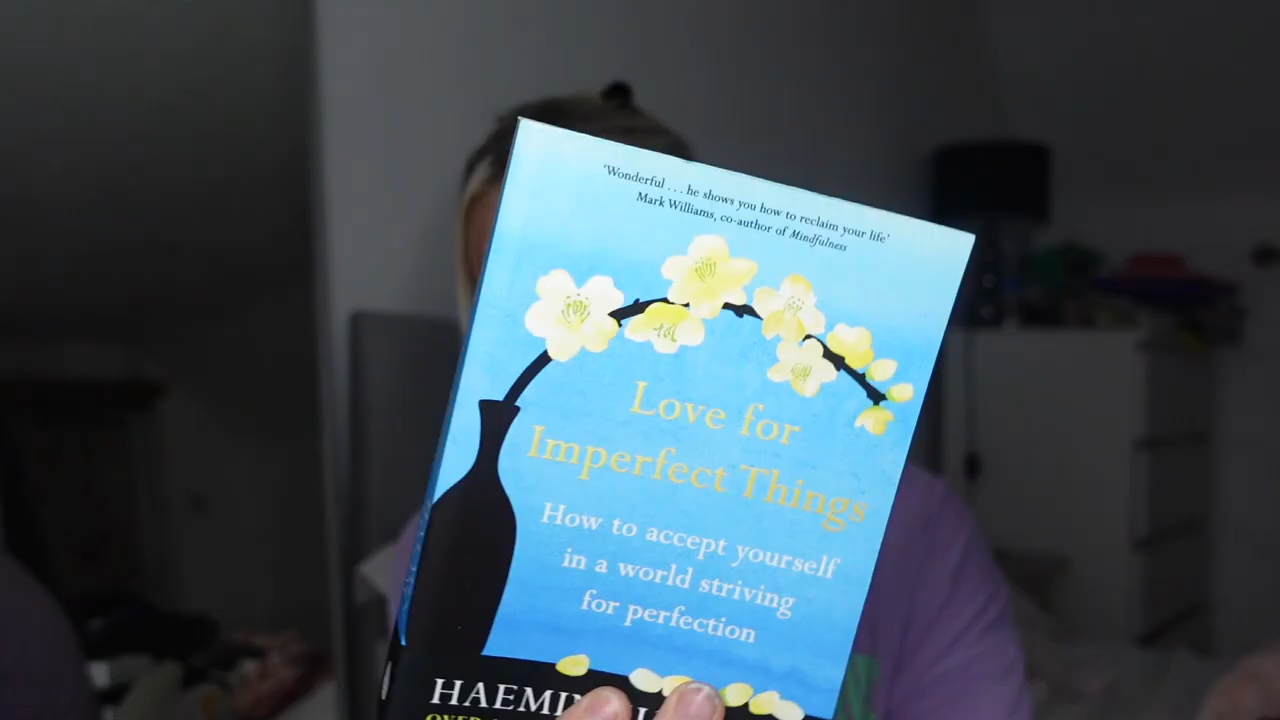 'Wonderful . . . he shows you how to reclaim your life'
Mark Williams, co-author of Mindfulness
Love for
Imperfect Things
How to accept yourself
in a world striving
for perfection
HAEMIN
OVER